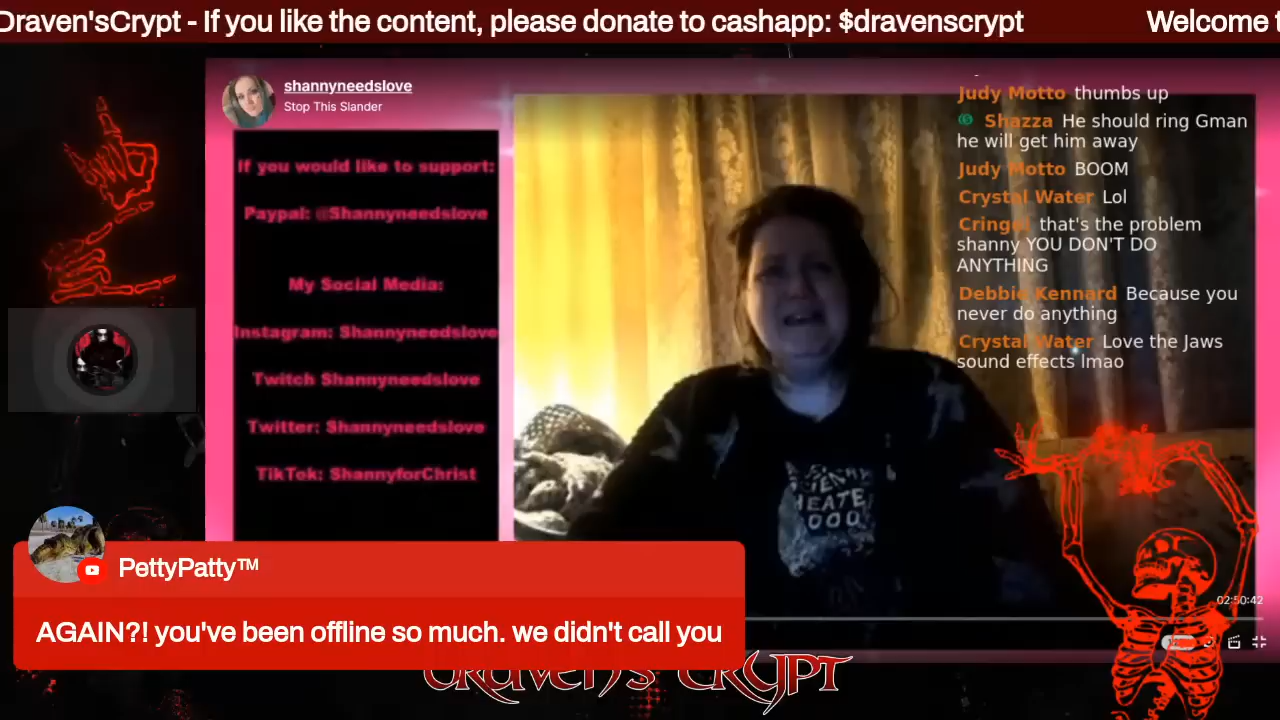 Draven'sCrypt - If you like the content, please donate to cashapp: $dravenscrypt
Welcome t
shannyneedslove
Stop This Slander
If you would like to support:
Paypal: @Shannyneedslove
My Social Media:
Instagram: Shannyneedslove
Twitch Shannyneedslove
Twitter: Shannyneedslove
TikTok: ShannyforChrist
Judy Motto thumbs up
Shazza He should ring Gman
he will get him away
Judy Motto BOOM
Crystal Water Lol
that's the problem
shanny YOU DON'T DO
ANYTHING
Debbie Kennard Because you
never do anything
Crystal Water Love the Jaws
sound effects lmao
02:50:42
PettyPatty™
AGAIN?! you've been offline so much. we didn't call you
Draven's Crypt